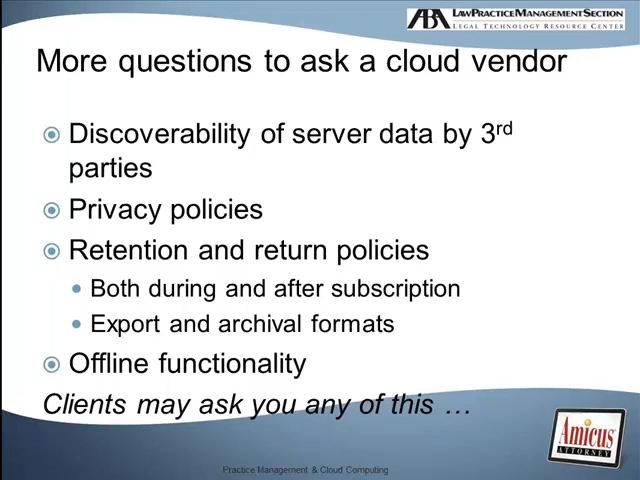 ABA LAWPRACTICEMANAGEMENTSECTION
LEGAL TECHNOLOGY RESOURCE CENTER
More questions to ask a cloud vendor
Discoverability of server data by 3rd
parties
Privacy policies
Retention and return policies
Both during and after subscription
Export and archival formats
Offline functionality
Clients may ask you any of this …
AMICUS
ATTORNEY
Practice Management & Cloud Computing